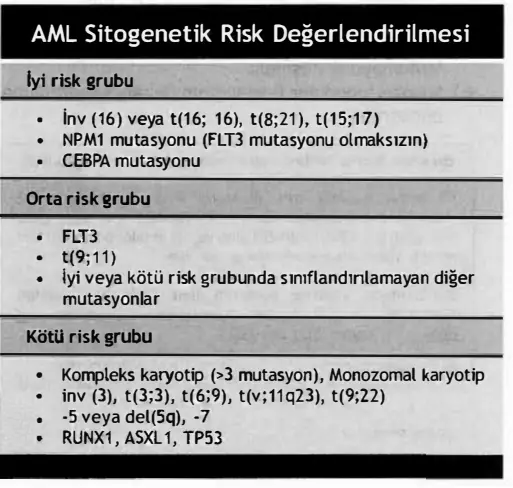 AML Sitogenetik Risk Değerlendirilmesi
İyi risk grubu
• İnv (16) veya t(16; 16), t(8;21), t(15;17)
• NPM1 mutasyonu (FLT3 mutasyonu olmaksızın)
• CEBPA mutasyonu
Orta risk grubu
• FLT3
• t(9;11)
• İyi veya kötü risk grubunda sınıflandırılamayan diğer
mutasyonlar
Kötü risk grubu
• Kompleks karyotip (>3 mutasyon), Monozomal karyotip
• inv (3), t(3;3), t(6;9), t(v;11q23), t(9;22)
• -5 veya del(5q), -7
• RUNX1, ASXL1, TP53